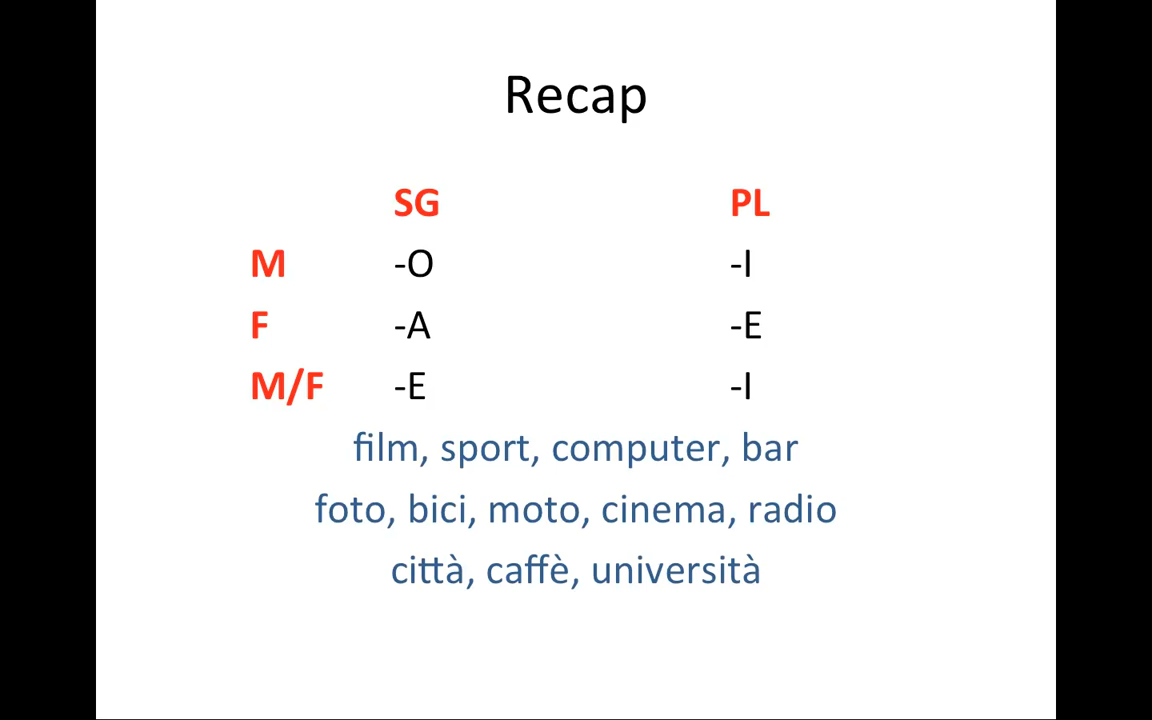 Recap
SG PL
M -O -I
F -A -E
M/F -E -I
film, sport, computer, bar
foto, bici, moto, cinema, radio
città, caffè, università